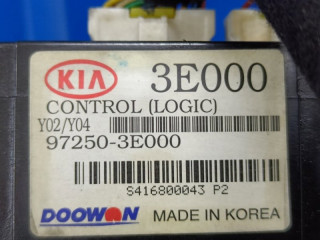 KIA 3E000
CONTROL (LOGIC)
Y02/Y04
97250-3E000
S416800043 P2
DOOWON MADE IN KOREA